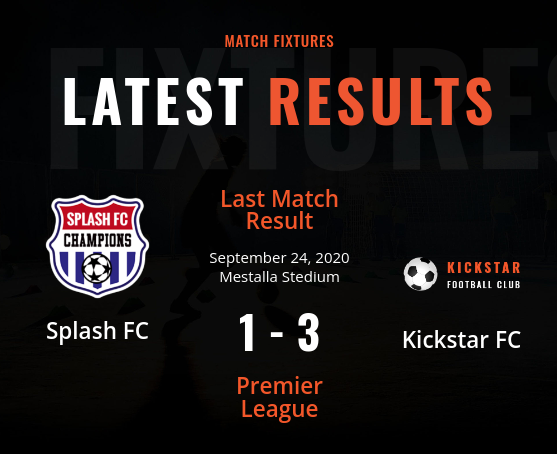 MATCH FIXTURES
FIXTURES
LATEST RESULTS
Last Match
Result
September 24, 2020
Mestalla Stadium
SPLASH FC
CHAMPIONS
Splash FC
1 - 3
KICKSTAR
FOOTBALL CLUB
Kickstar FC
Premier
League